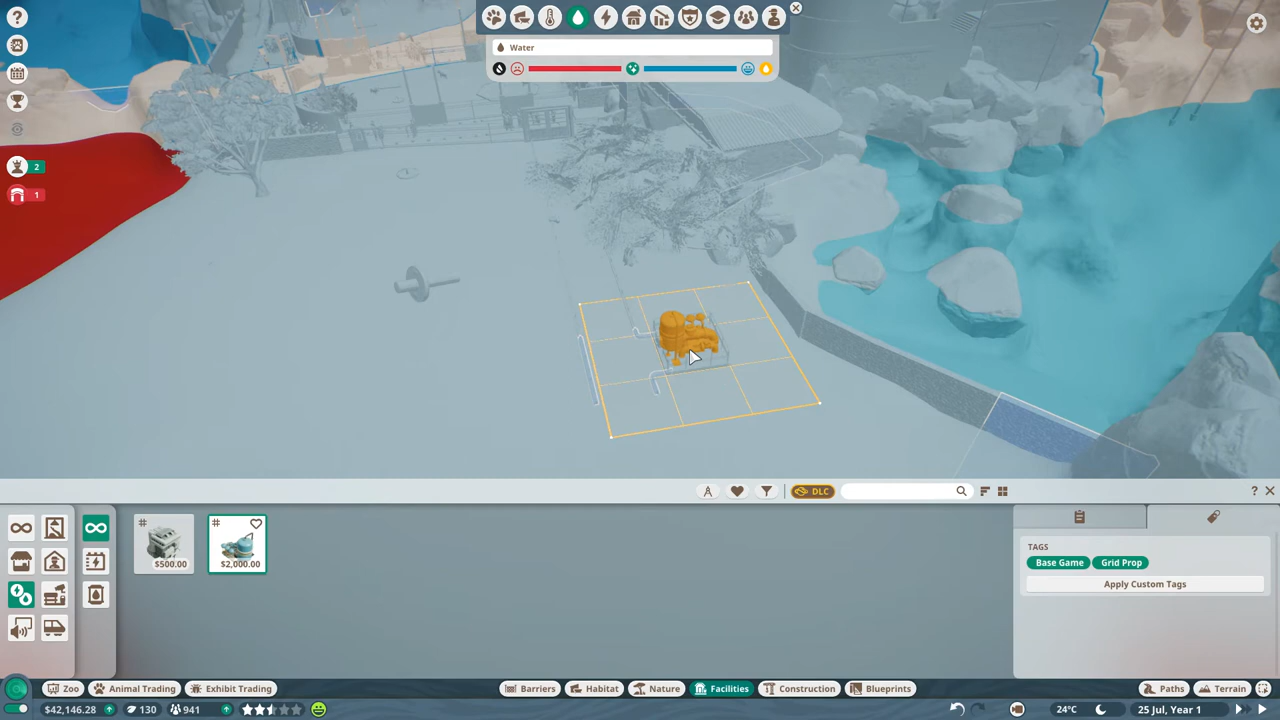 ?
Water
2
1
DLC
?
$500.00
$2,000.00
TAGS
Base Game
Grid Prop
Apply Custom Tags
Zoo
Animal Trading
Exhibit Trading
Barriers
Habitat
Nature
Facilities
Construction
Blueprints
Paths
Terrain
$42,146.28
130
941
24°C
25 Jul, Year 1